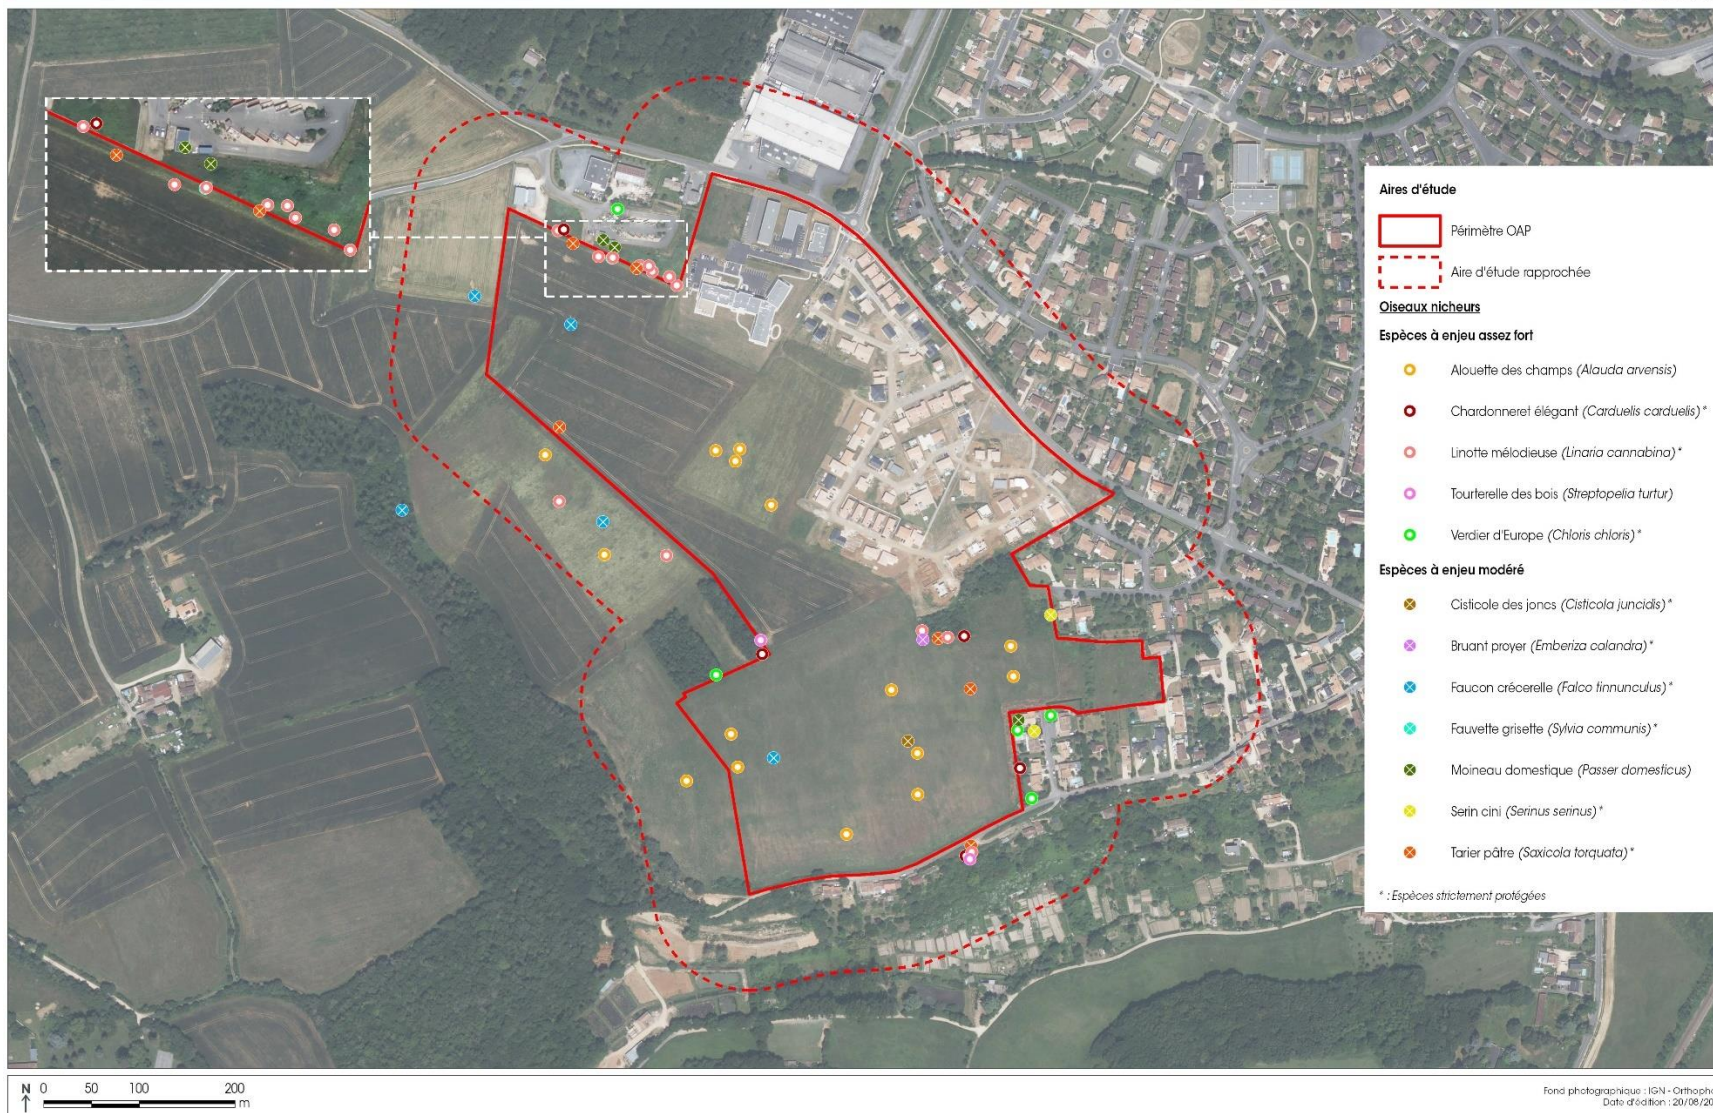 Aires d'étude
Périmètre OAP
Aire d'étude rapprochée
Oiseaux nicheurs
Espèces à enjeu assez fort
Alouette des champs (Alauda arvensis)
Chardonneret élégant (Carduelis carduelis)*
Linotte mélodieuse (Linaria cannabina)*
Tourterelle des bois (Streptopelia turtur)
Verdier d'Europe (Chloris chloris)*
Espèces à enjeu modéré
Cisticole des joncs (Cisticola juncidis)*
Bruant proyer (Emberiza calandra)*
Faucon crécerelle (Falco tinnunculus)*
Fauvette grisette (Sylvia communis)*
Moineau domestique (Passer domesticus)
Serin cini (Serinus serinus)*
Tarier pâtre (Saxicola torquata)*
* : Espèces strictement protégées
N 0 50 100 200
m
Fond photographique : IGN - Orthopho
Date d'édition : 20/08/20